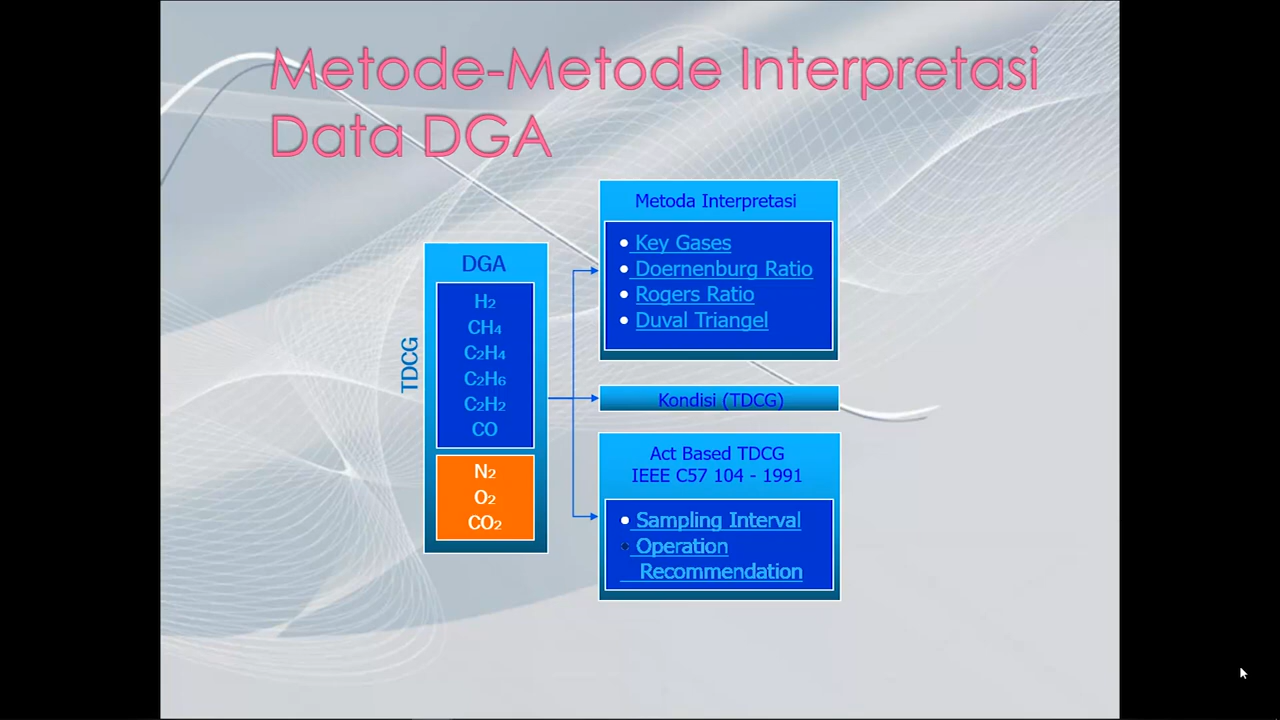 Metode-Metode Interpretasi
Data DGA
TDCG
DGA
H2
CH4
C2H4
C2H6
C2H2
CO
N2
O2
CO2
Metoda Interpretasi
• Key Gases
• Doernenburg Ratio
• Rogers Ratio
• Duval Triangel
Kondisi (TDCG)
Act Based TDCG
IEEE C57 104 - 1991
• Sampling Interval
• Operation
Recommendation